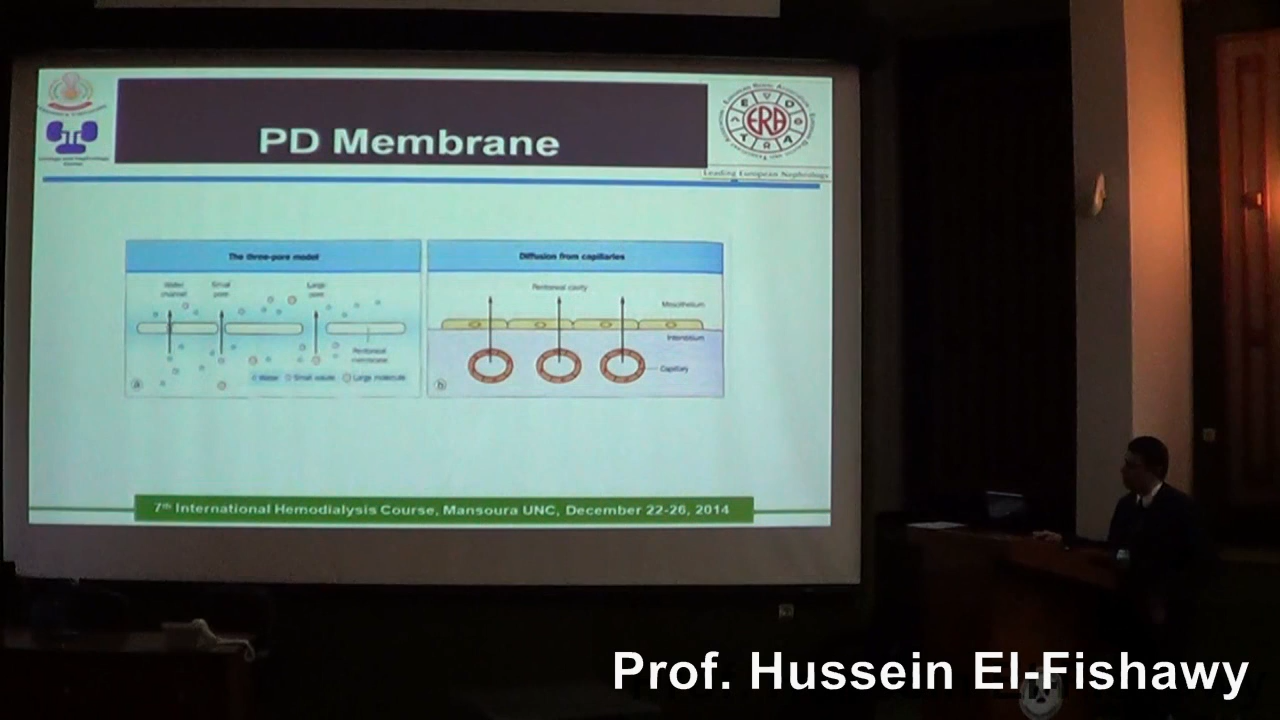 PD Membrane
ERA
Leading European Nephrology
The three-pore model
Water channel
Small pore
Large pore
Peritoneal membrane
Water
Small solute
Large molecule
a
Diffusion from capillaries
Peritoneal cavity
Mesothelium
Interstitium
Capillary
b
7th International Hemodialysis Course, Mansoura UNC, December 22-26, 2014
Prof. Hussein El-Fishawy